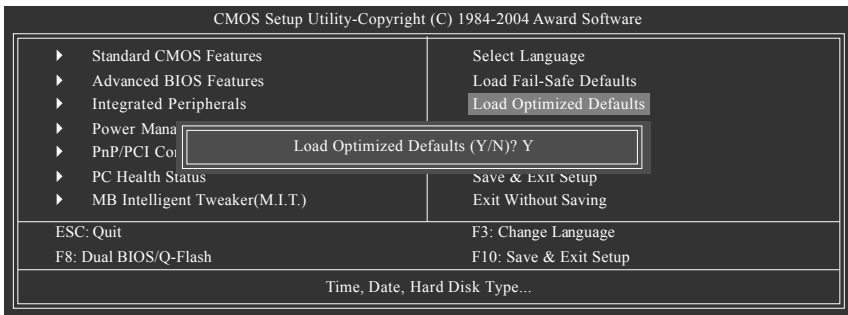 CMOS Setup Utility-Copyright (C) 1984-2004 Award Software
Standard CMOS Features
Advanced BIOS Features
Integrated Peripherals
Power Mana
PnP/PCI Co
PC Health Status
MB Intelligent Tweaker(M.I.T.)
Select Language
Load Fail-Safe Defaults
Load Optimized Defaults
Load Optimized Defaults (Y/N)? Y
Save & Exit Setup
Exit Without Saving
ESC: Quit
F3: Change Language
F8: Dual BIOS/Q-Flash
F10: Save & Exit Setup
Time, Date, Hard Disk Type...